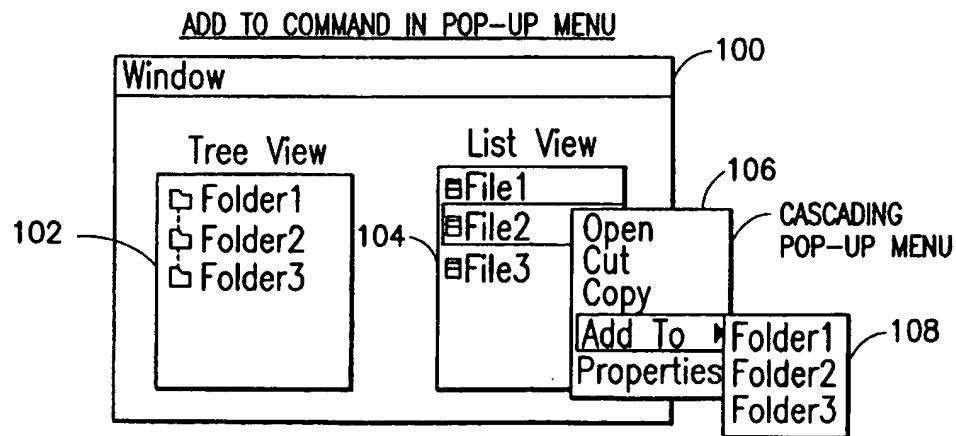 ADD TO COMMAND IN POP-UP MENU
100
Window
Tree View
List View
102
Folder1
Folder2
Folder3
104
File1
File2
File3
106
CASCADING
POP-UP MENU
Open
Cut
Copy
Add To
Properties
108
Folder1
Folder2
Folder3